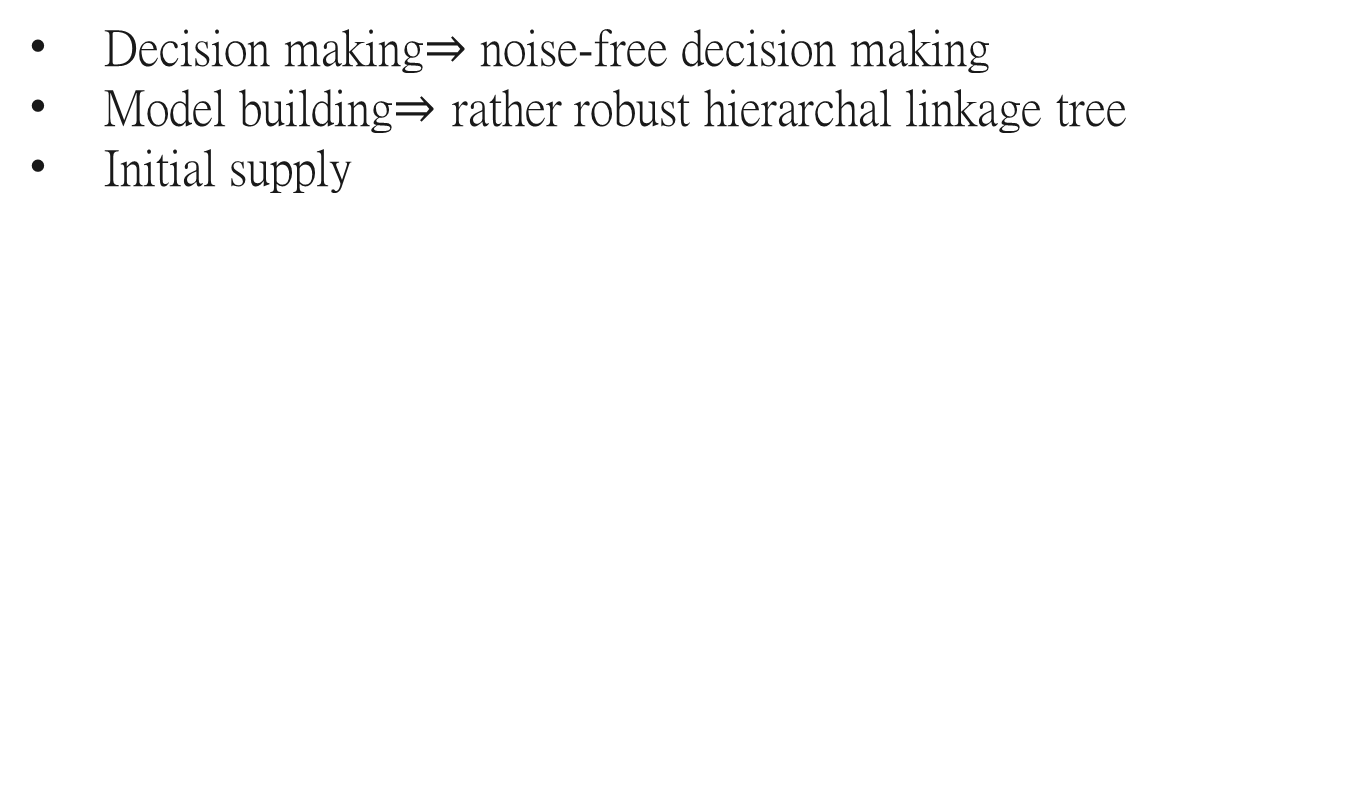 • Decision making⇒ noise-free decision making
• Model building⇒ rather robust hierarchal linkage tree
• Initial supply